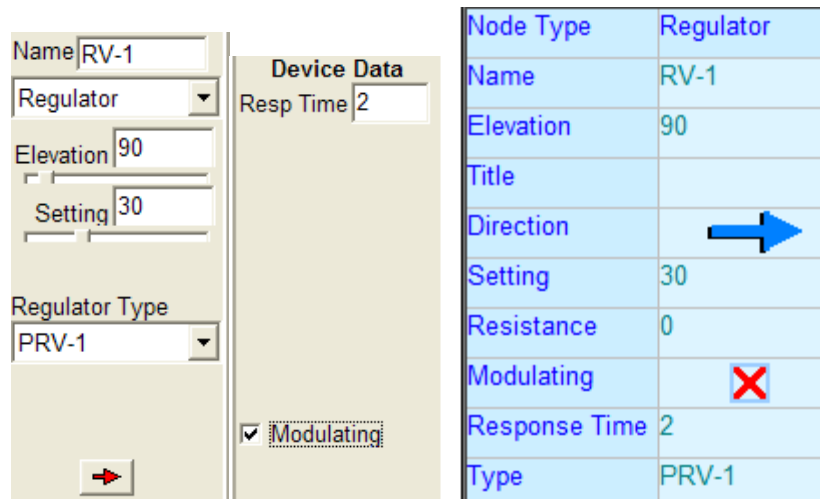 Name RV-1
Regulator
Elevation 90
Setting 30
Regulator Type
PRV-1
Device Data
Resp Time 2
Modulating
Node Type Regulator
Name RV-1
Elevation 90
Title
Direction
Setting 30
Resistance 0
Modulating
Response Time 2
Type PRV-1